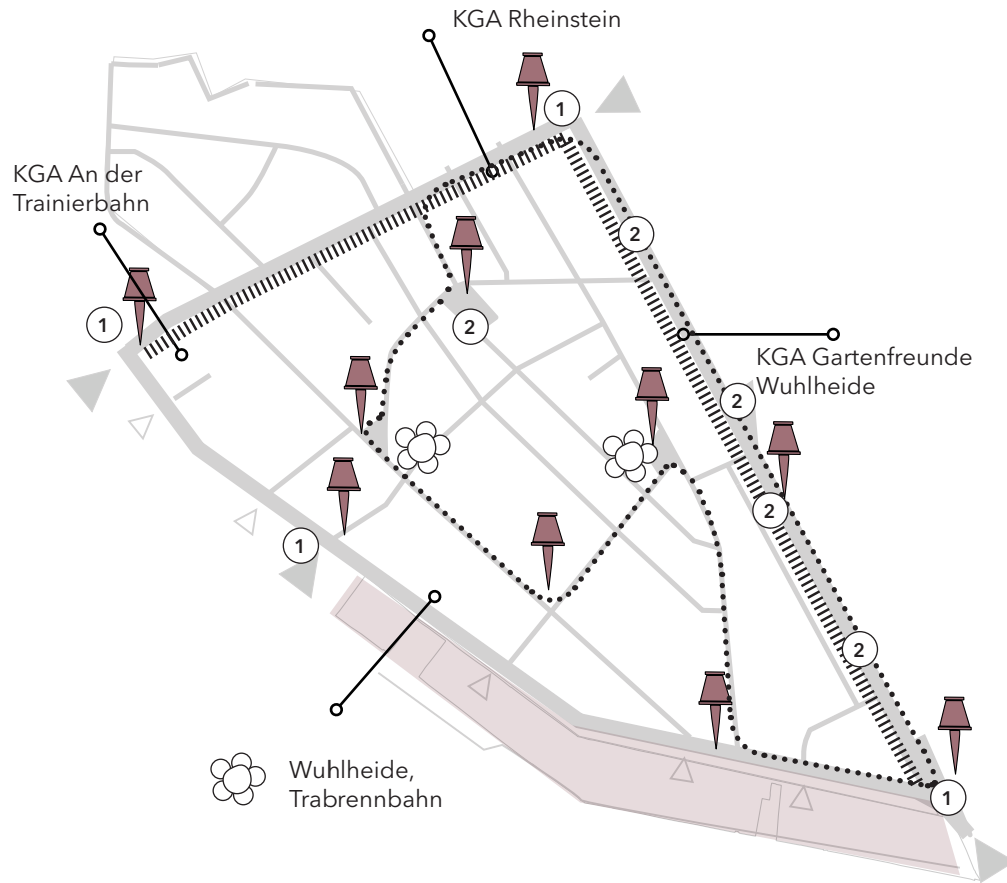 KGA Rheinstein
1
KGA An der
Trainierbahn
2
1
2
KGA Gartenfreunde
Wuhlheide
2
2
1
2
Wuhlheide,
Trabrennbahn
1